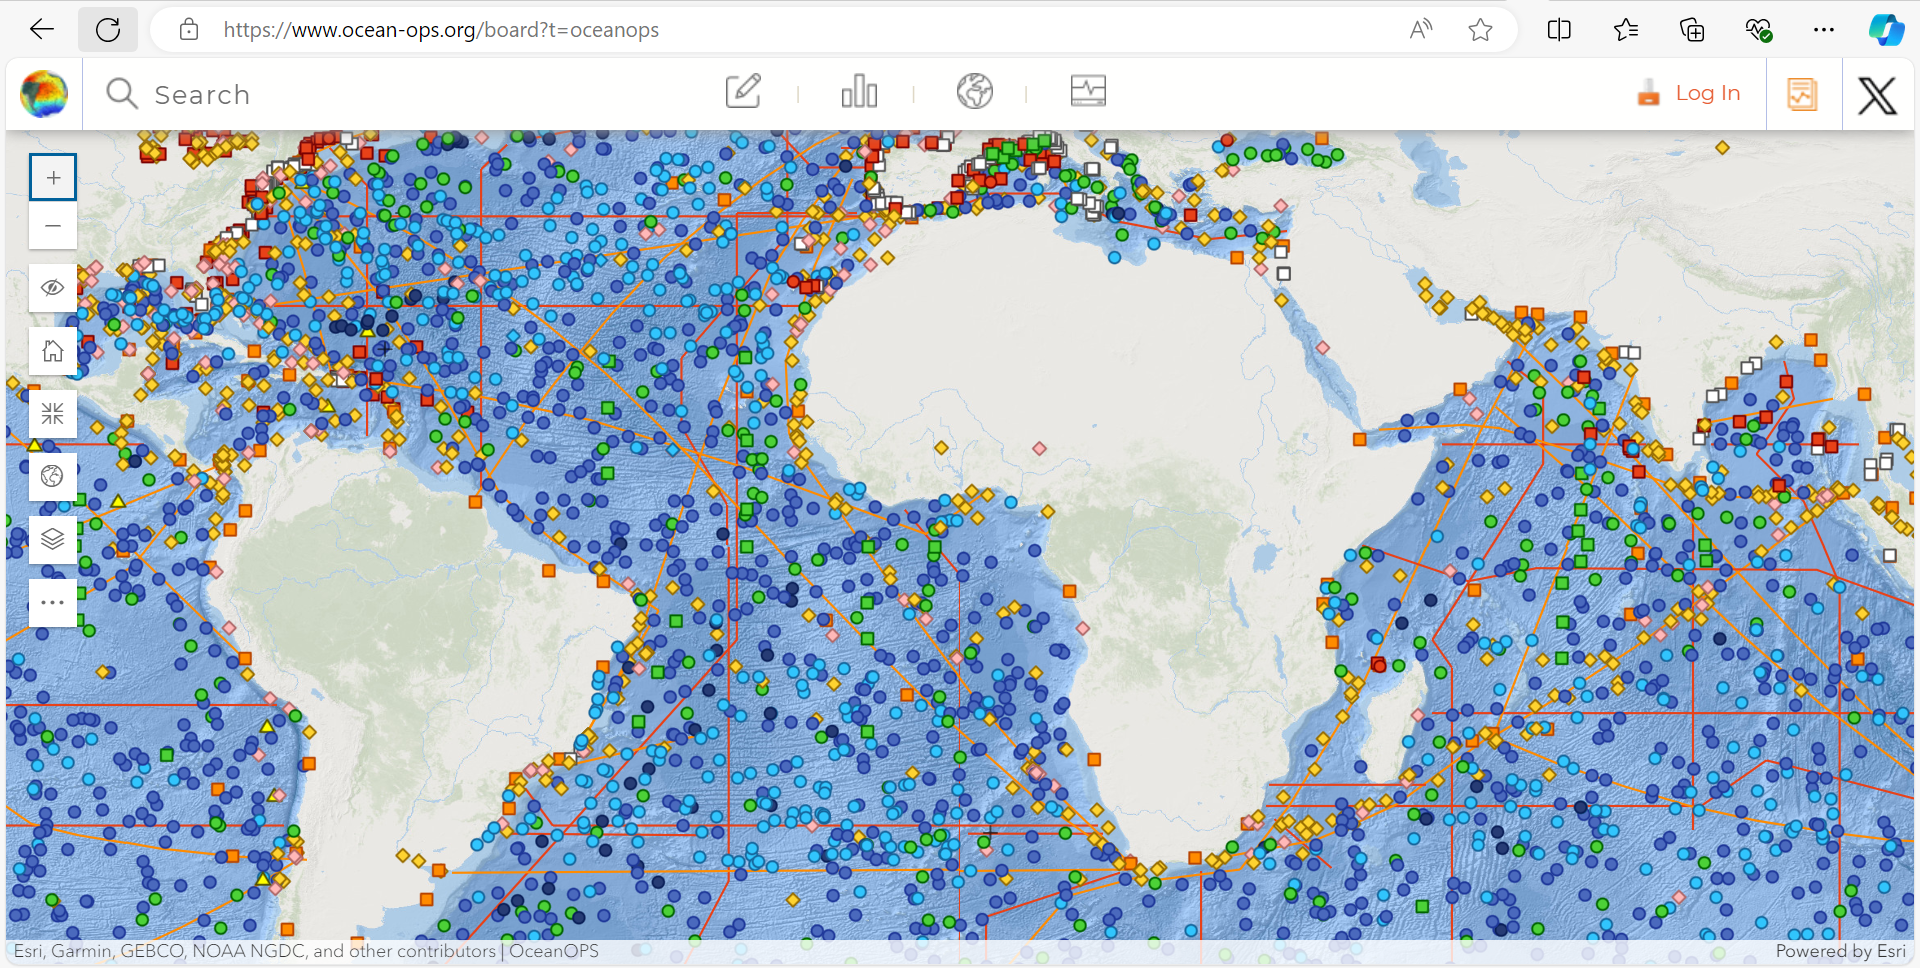 https://www.ocean-ops.org/board?t=oceanops
Search
Log In
Esri, Garmin, GEBCO, NOAA NGDC, and other contributors | OceanOPS
Powered by Esri